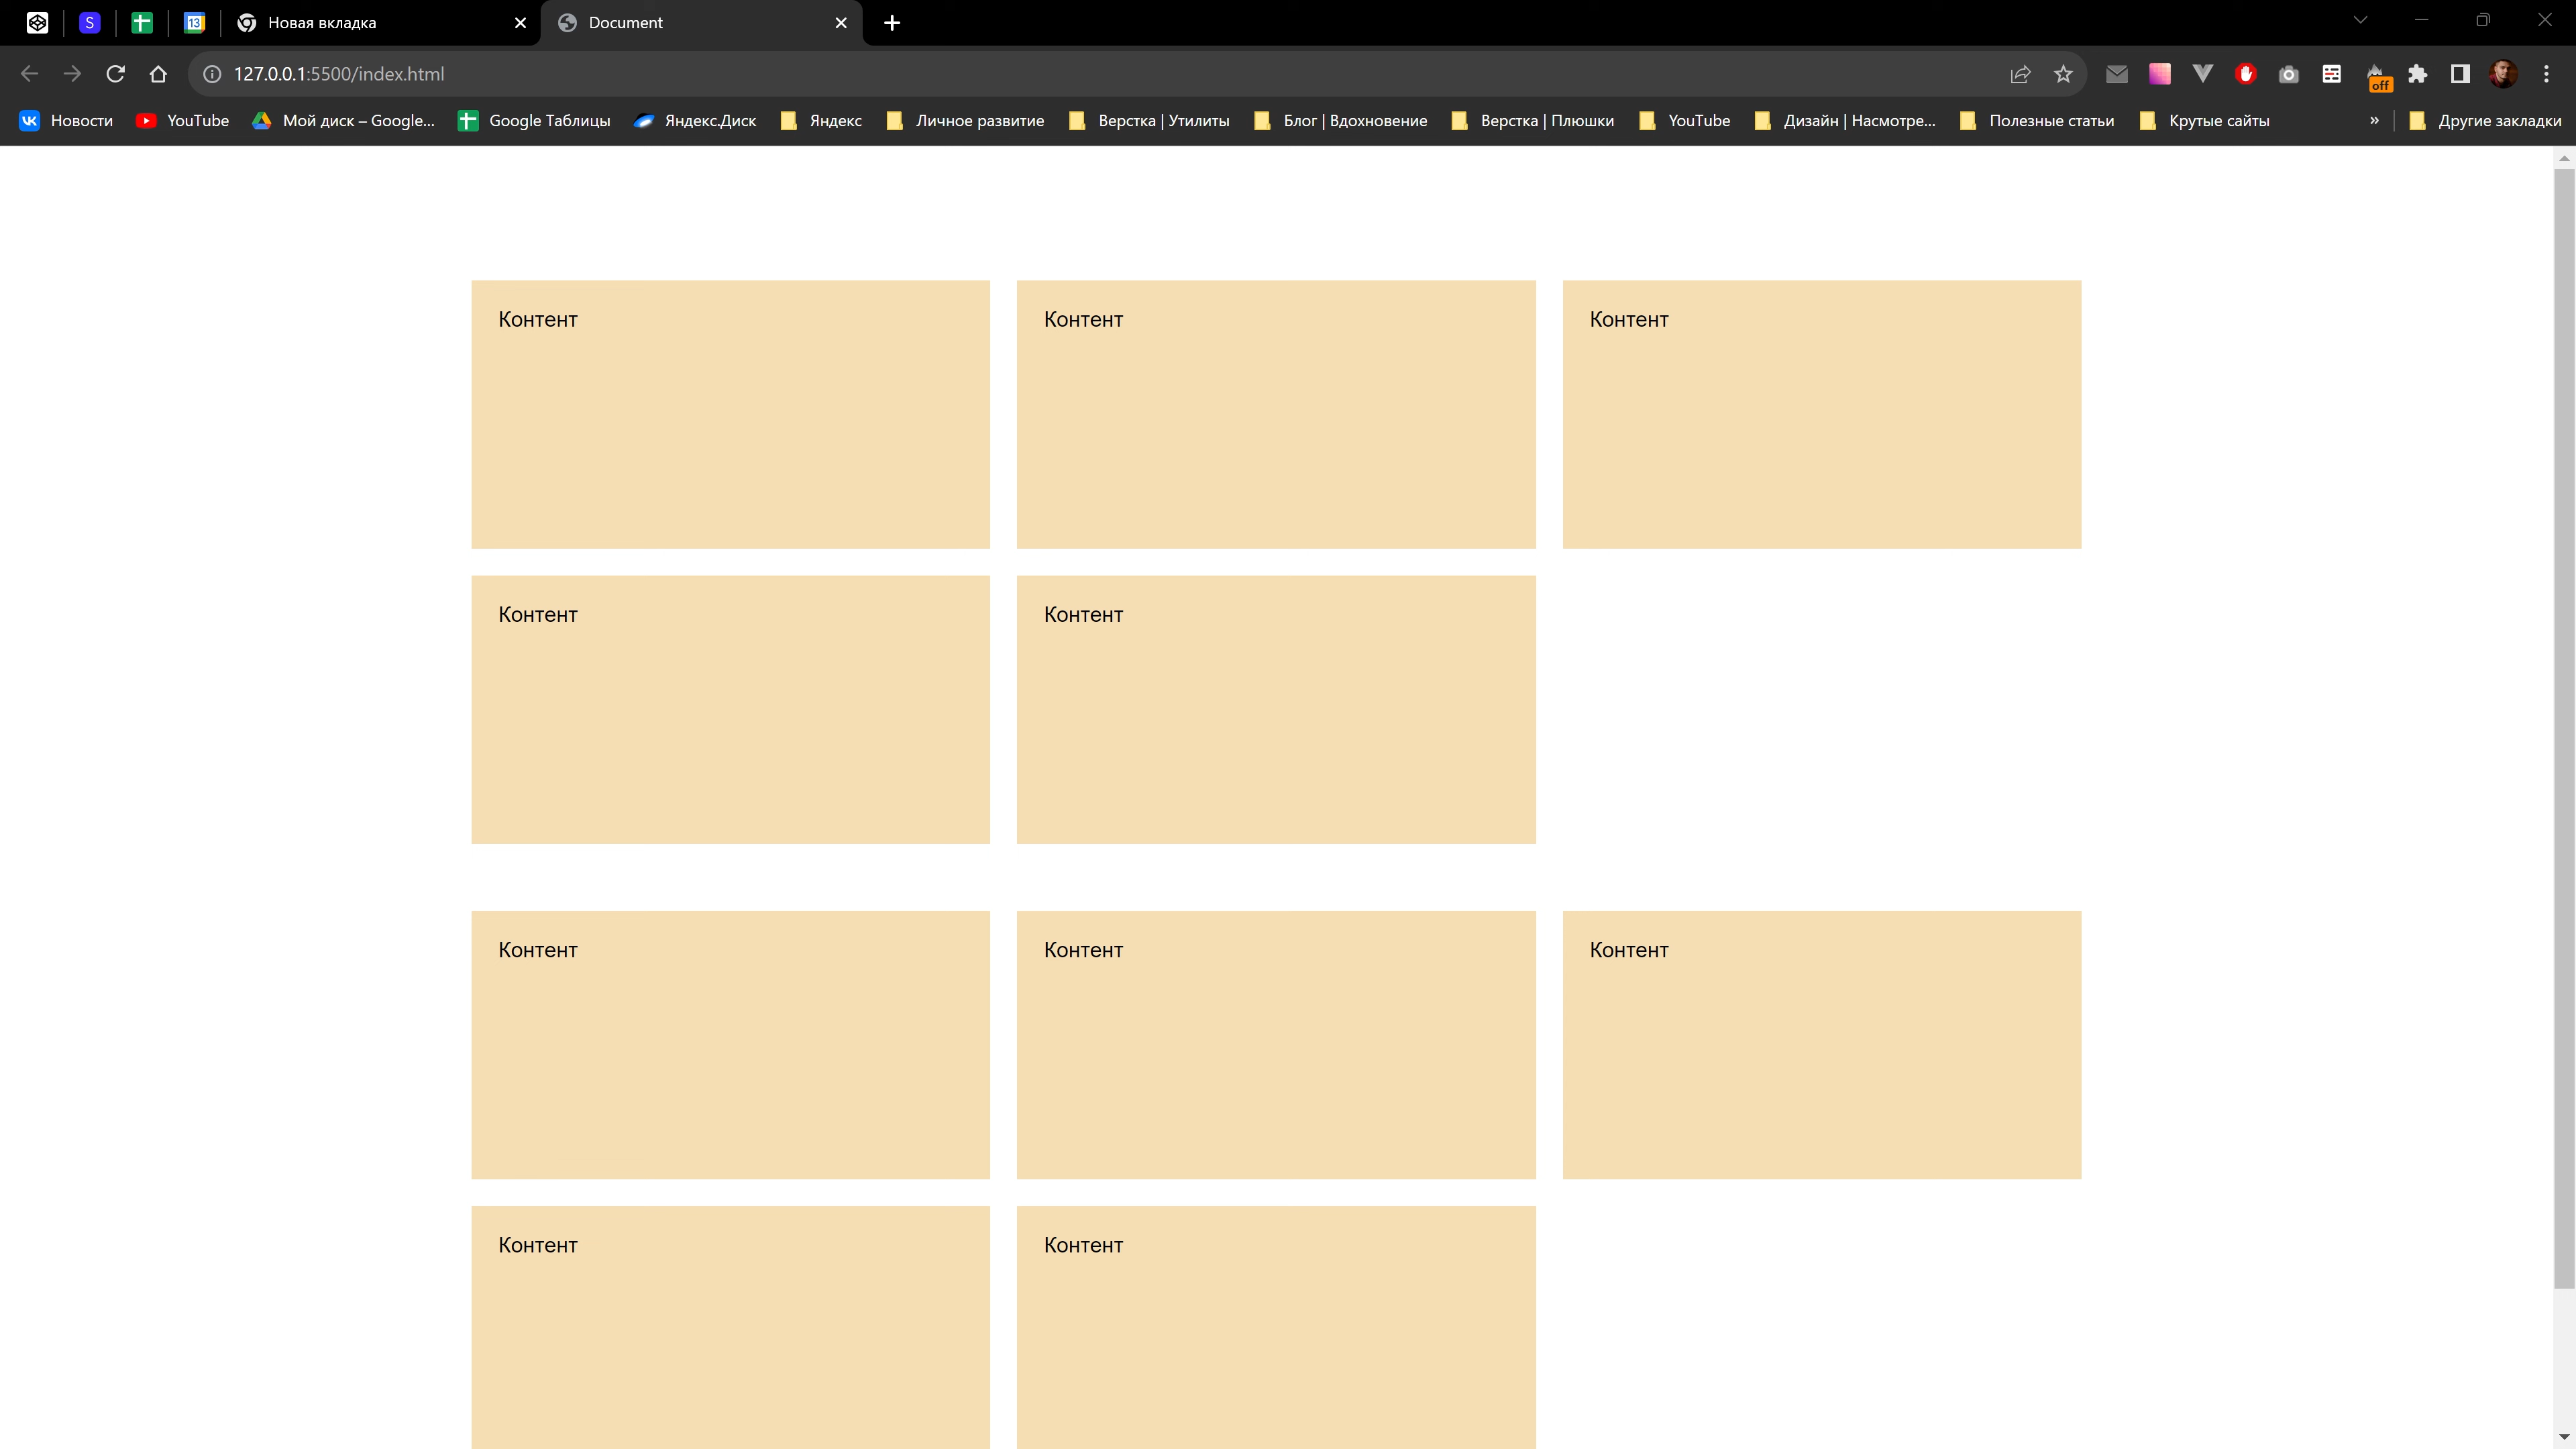 S
13
Новая вкладка
Document
127.0.0.1:5500/index.html
off
Новости
YouTube
Мой диск – Google...
Google Таблицы
Яндекс.Диск
Яндекс
Личное развитие
Верстка | Утилиты
Блог | Вдохновение
Верстка | Плюшки
YouTube
Дизайн | Насмотре...
Полезные статьи
Крутые сайты
»
Другие закладки
Контент
Контент
Контент
Контент
Контент
Контент
Контент
Контент
Контент
Контент